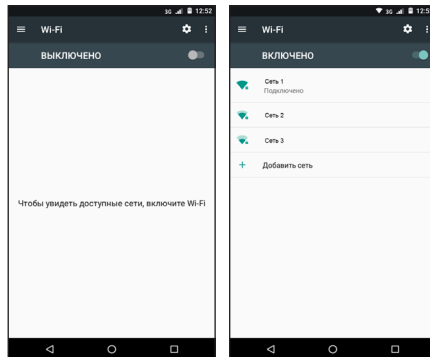 3G 12:52
Wi-Fi
ВЫКЛЮЧЕНО
Чтобы увидеть доступные сети, включите Wi-Fi
3G 12:5
Wi-Fi
ВКЛЮЧЕНО
Сеть 1
Подключено
Сеть 2
Сеть 3
Добавить сеть